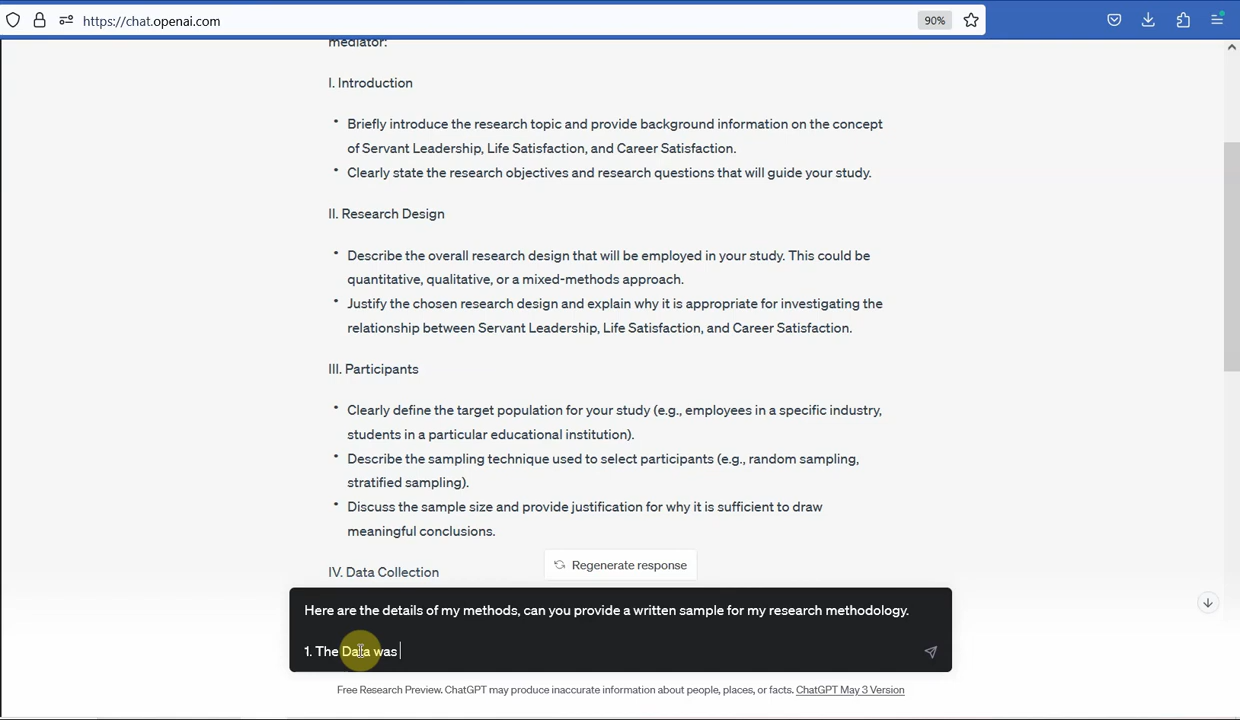 https://chat.openai.com
90%
mediator:
I. Introduction
• Briefly introduce the research topic and provide background information on the concept
of Servant Leadership, Life Satisfaction, and Career Satisfaction.
• Clearly state the research objectives and research questions that will guide your study.
II. Research Design
• Describe the overall research design that will be employed in your study. This could be
quantitative, qualitative, or a mixed-methods approach.
• Justify the chosen research design and explain why it is appropriate for investigating the
relationship between Servant Leadership, Life Satisfaction, and Career Satisfaction.
III. Participants
• Clearly define the target population for your study (e.g., employees in a specific industry,
students in a particular educational institution).
• Describe the sampling technique used to select participants (e.g., random sampling,
stratified sampling).
• Discuss the sample size and provide justification for why it is sufficient to draw
meaningful conclusions.
IV. Data Collection
Regenerate response
Here are the details of my methods, can you provide a written sample for my research methodology.
1. The Data was
Free Research Preview. ChatGPT may produce inaccurate information about people, places, or facts. ChatGPT May 3 Version